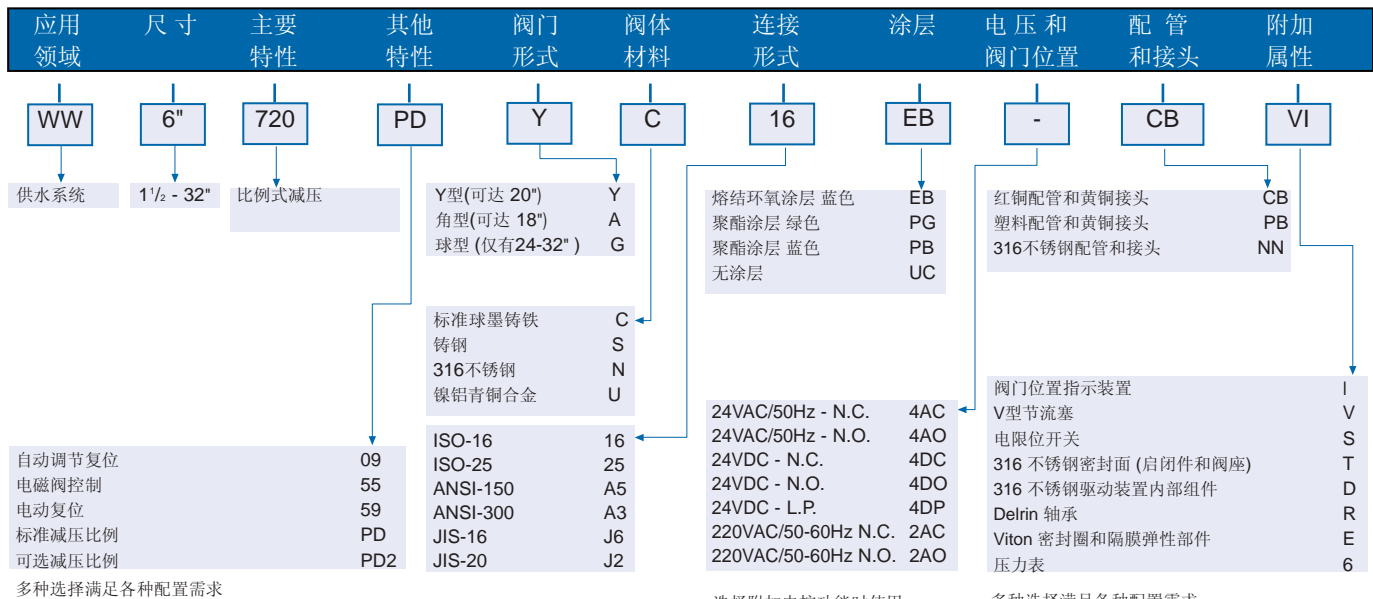 应用 尺 寸 主要 其他 阀门 阀体 连接 涂层 电 压 和 配 管 附加
领域 特性 特性 形式 材料 形式 阀门位置 和接头 属性
WW 6" 720 PD Y C 16 EB - CB VI
供水系统
1 1/2 - 32"
比例式减压
Y型(可达 20") Y
角型(可达 18") A
球型 (仅有24-32" ) G
熔结环氧涂层 蓝色 EB
聚酯涂层 绿色 PG
聚酯涂层 蓝色 PB
无涂层 UC
红铜配管和黄铜接头 CB
塑料配管和黄铜接头 PB
316不锈钢配管和接头 NN
标准球墨铸铁 C
铸钢 S
316不锈钢 N
镍铝青铜合金 U
自动调节复位 09
电磁阀控制 55
电动复位 59
标准减压比例 PD
可选减压比例 PD2
多种选择满足各种配置需求
ISO-16 16
ISO-25 25
ANSI-150 A5
ANSI-300 A3
JIS-16 J6
JIS-20 J2
24VAC/50Hz - N.C. 4AC
24VAC/50Hz - N.O. 4AO
24VDC - N.C. 4DC
24VDC - N.O. 4DO
24VDC - L.P. 4DP
220VAC/50-60Hz N.C. 2AC
220VAC/50-60Hz N.O. 2AO
阀门位置指示装置 I
V型节流塞 V
电限位开关 S
316 不锈钢密封面 (启闭件和阀座) T
316 不锈钢驱动装置内部组件 D
Delrin 轴承 R
Viton 密封圈和隔膜弹性部件 E
压力表 6
多种选择满足各种配置需求